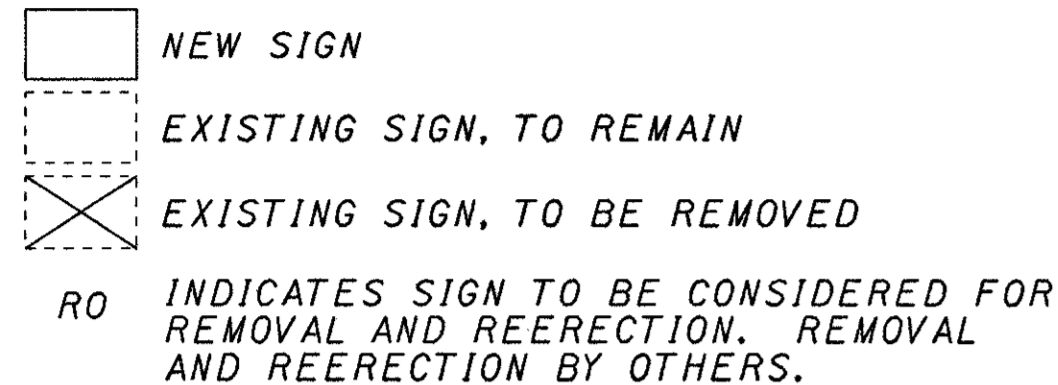 NEW SIGN
EXISTING SIGN, TO REMAIN
EXISTING SIGN, TO BE REMOVED
RO INDICATES SIGN TO BE CONSIDERED FOR
REMOVAL AND REERECTION. REMOVAL
AND REERECTION BY OTHERS.